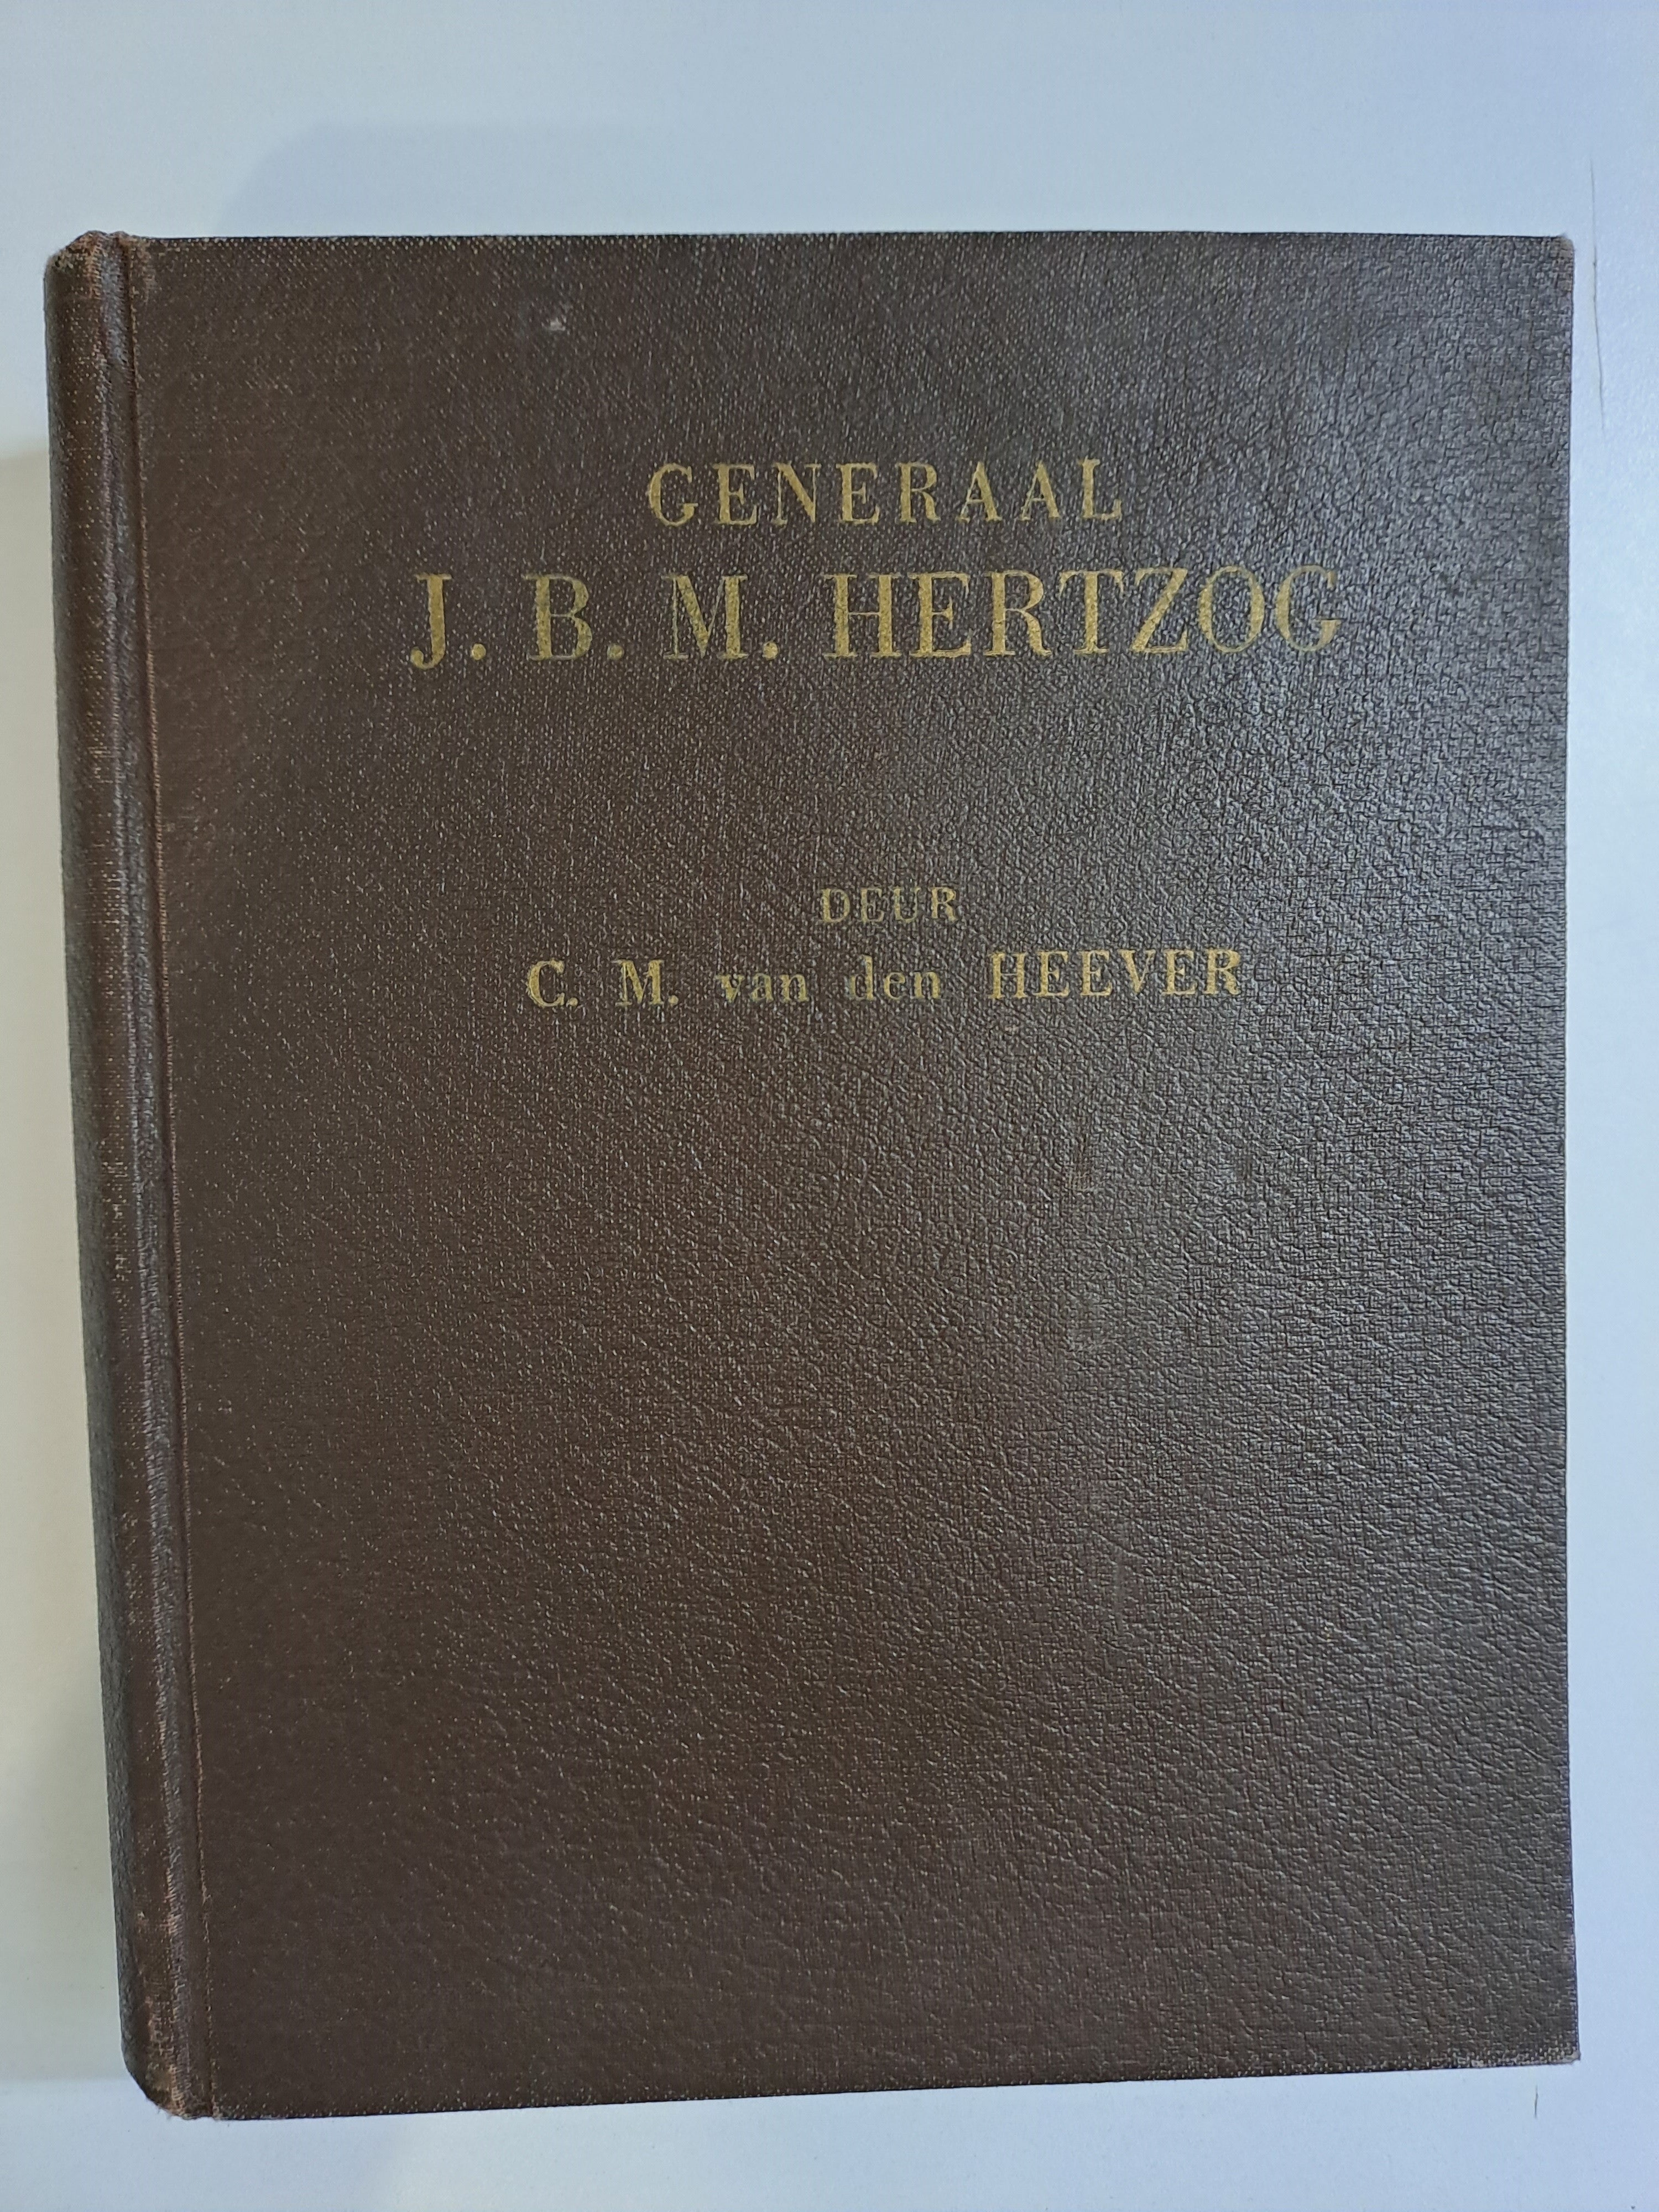 GENERAAL
J. B. M. HERTZOG
DEUR
C. M. van den HEEVER